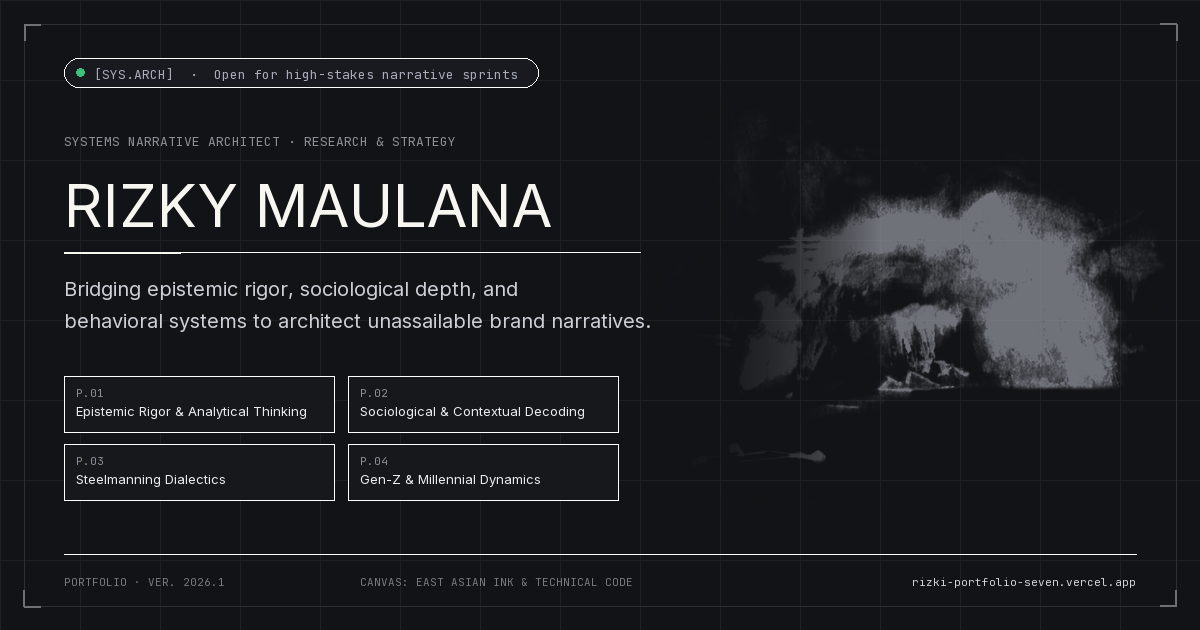 [SYS.ARCH] · Open for high-stakes narrative sprints
SYSTEMS NARRATIVE ARCHITECT · RESEARCH & STRATEGY
RIZKY MAULANA
Bridging epistemic rigor, sociological depth, and
behavioral systems to architect unassailable brand narratives.
P.01
Epistemic Rigor & Analytical Thinking
P.02
Sociological & Contextual Decoding
P.03
Steelmanning Dialectics
P.04
Gen-Z & Millennial Dynamics
PORTFOLIO · VER. 2026.1
CANVAS: EAST ASIAN INK & TECHNICAL CODE
rizki-portfolio-seven.vercel.app